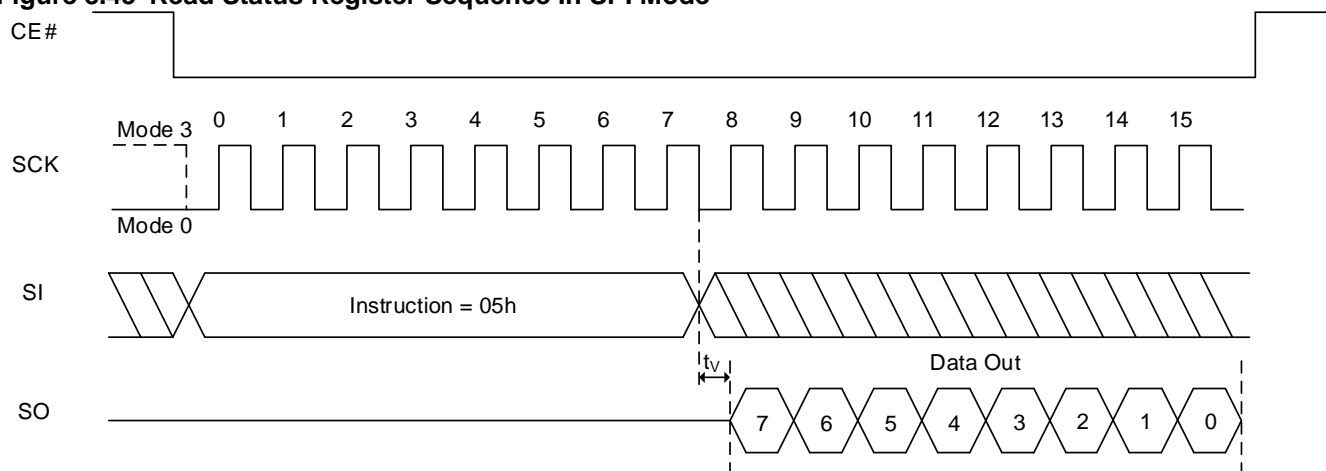 CE#
Mode 3 0 1 2 3 4 5 6 7 8 9 10 11 12 13 14 15
SCK
Mode 0
SI
Instruction = 05h
tV
Data Out
SO
7 6 5 4 3 2 1 0